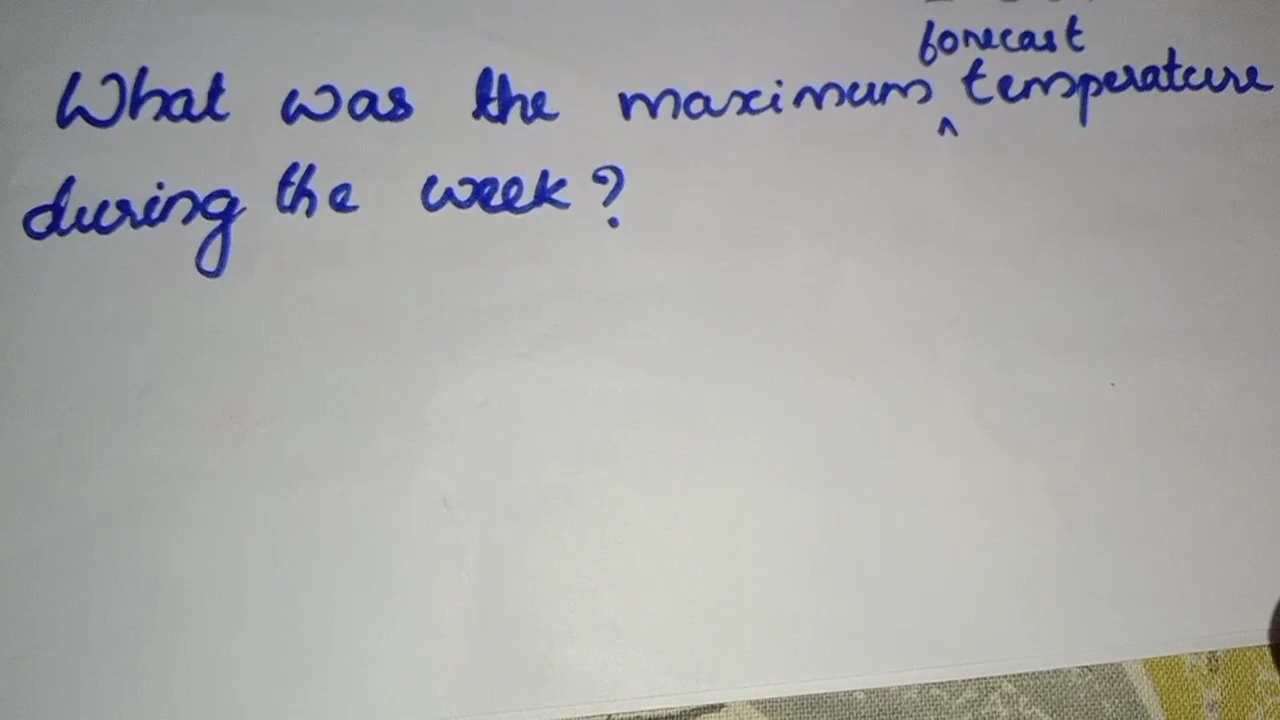 forecast
What was the maximum ^ temperature
during the week?